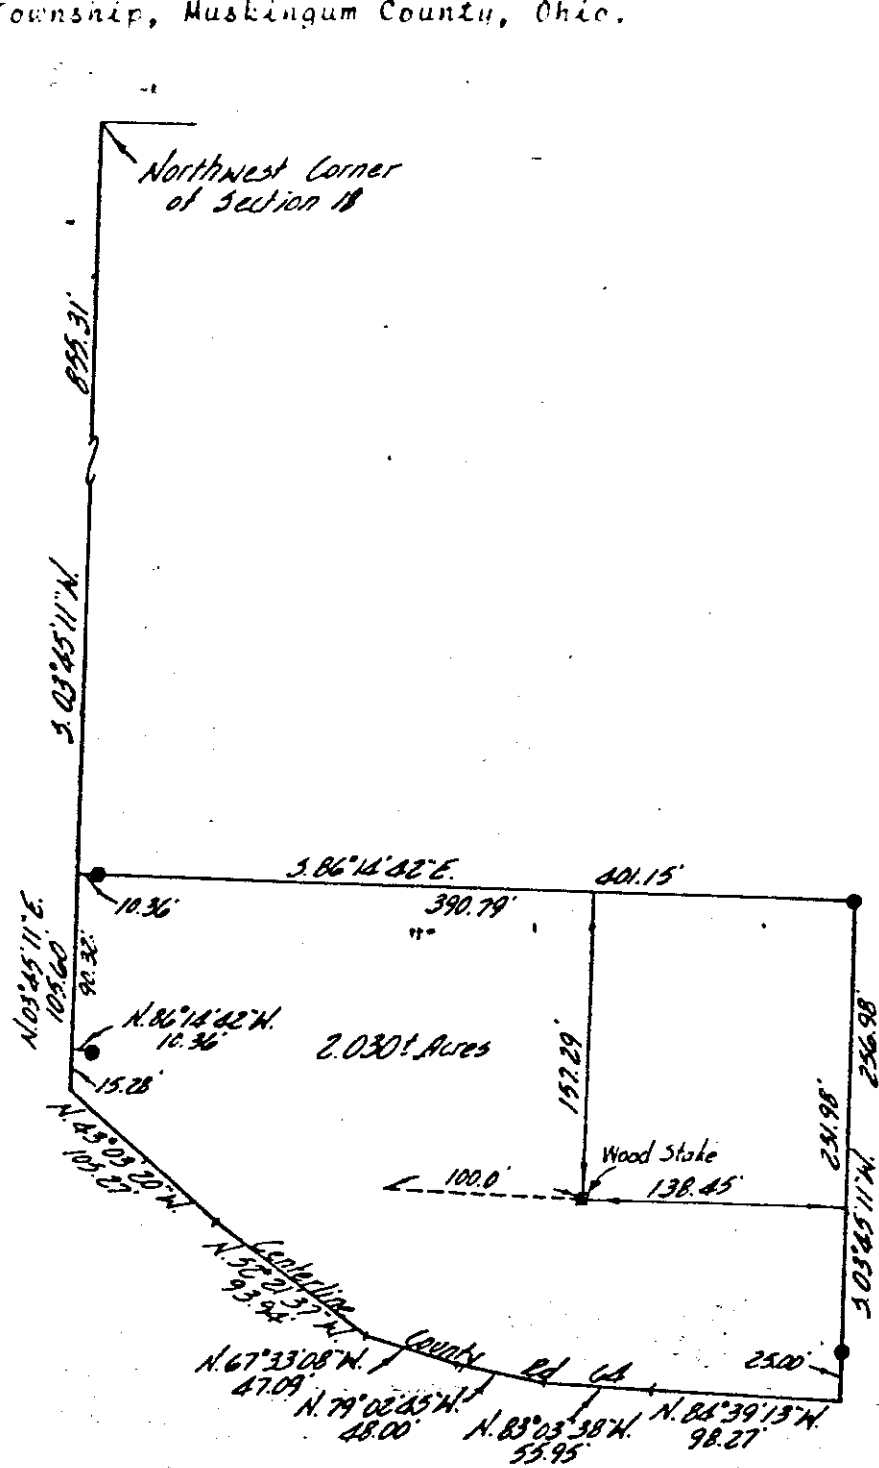 Township, Muskingum County, Ohio.
Northwest Corner
of Section 18
855.31'
S.03°45'11"W.
S.86°14'42"E.
401.15'
10.36'
390.79'
N.03°45'11"E.
105.60'
90.32'
N.86°14'42"W.
10.36'
2.030± Acres
15.28'
157.29'
256.98'
231.98'
S.03°45'11"W.
Wood Stake
100.0'
138.45'
N.43°03'20"W.
105.27'
Centerline
N.52°21'37"W.
93.94'
County Rd 64
25.00'
N.67°33'08"W.
47.09'
N.79°02'45"W.
48.00'
N.83°03'38"W.
55.95'
N.84°39'13"W.
98.27'